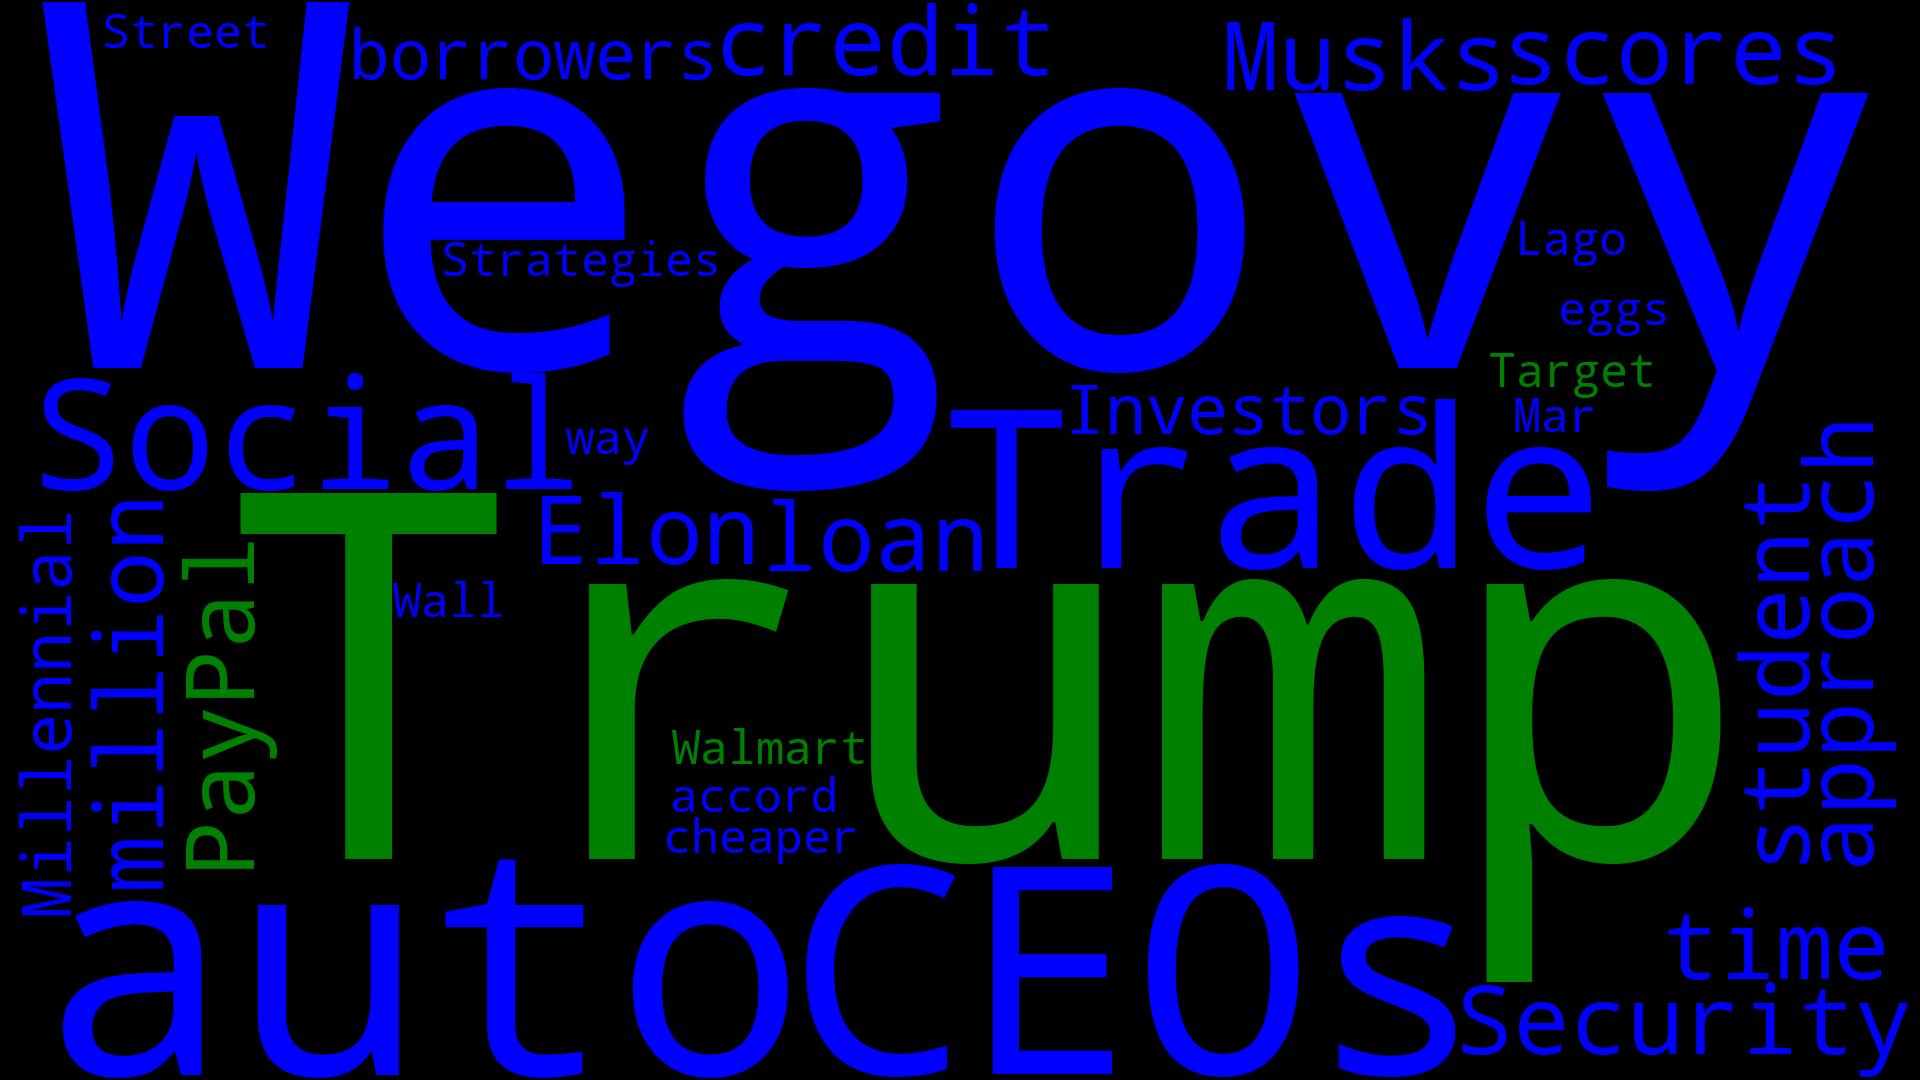 Street
borrowers
credit
Musks
scores
Wegovy
Strategies
Lago
eggs
Target
Mar
Social
way
Investors
Trade
Elon
loan
Millennial
million
PayPal
Trump
Wall
Walmart
accord
cheaper
student
approach
auto
CEOs
time
Security